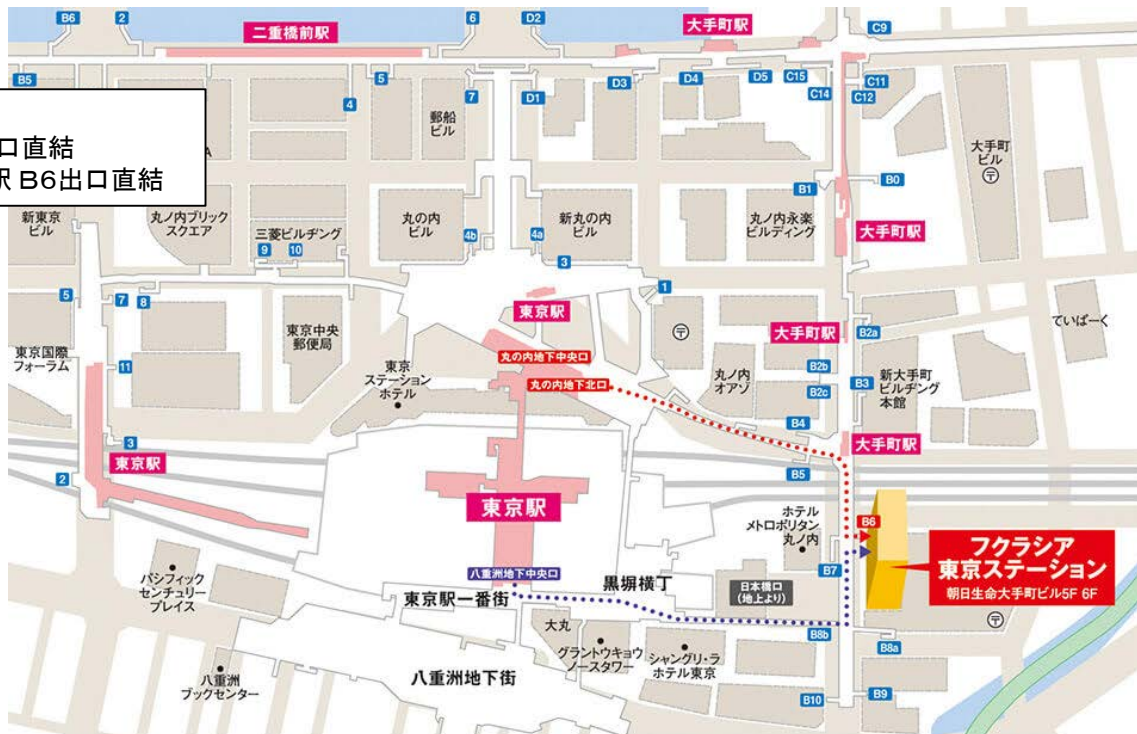 B6
2
二重橋前駅
6
D2
大手町駅
C9
B5
5
4
7
D1
D3
D4
D5
C15
C14
C11
C12
郵船
ビル
大手町
ビル
〒
口直結
駅 B6出口直結
新東京
ビル
丸ノ内ブリック
スクエア
三菱ビルヂング
9
10
丸の内
ビル
4b
4a
新丸の内
ビル
3
丸ノ内永楽
ビルディング
B1
B0
大手町駅
5
7
8
1
東京駅
東京国際
フォーラム
東京中央
郵便局
〒
大手町駅
B2a
ていぱーく
11
丸の内地下中央口
丸の内地下北口
東京
ステーション
ホテル
丸ノ内
オアゾ
B2b
B2c
B3
新大手町
ビルヂング
本館
B4
大手町駅
3
東京駅
2
B5
東京駅
ホテル
メトロポリタン
丸ノ内
B6
フクラシア
東京ステーション
朝日生命大手町ビル5F 6F
〒
パシフィック
センチュリー
プレイス
八重洲地下中央口
東京駅一番街
黒塀横丁
日本橋口
(地上より)
B7
大丸
グラントウキョウ
ノースタワー
シャングリ・ラ
ホテル東京
B8b
B8a
八重洲
ブックセンター
八重洲地下街
B10
B9